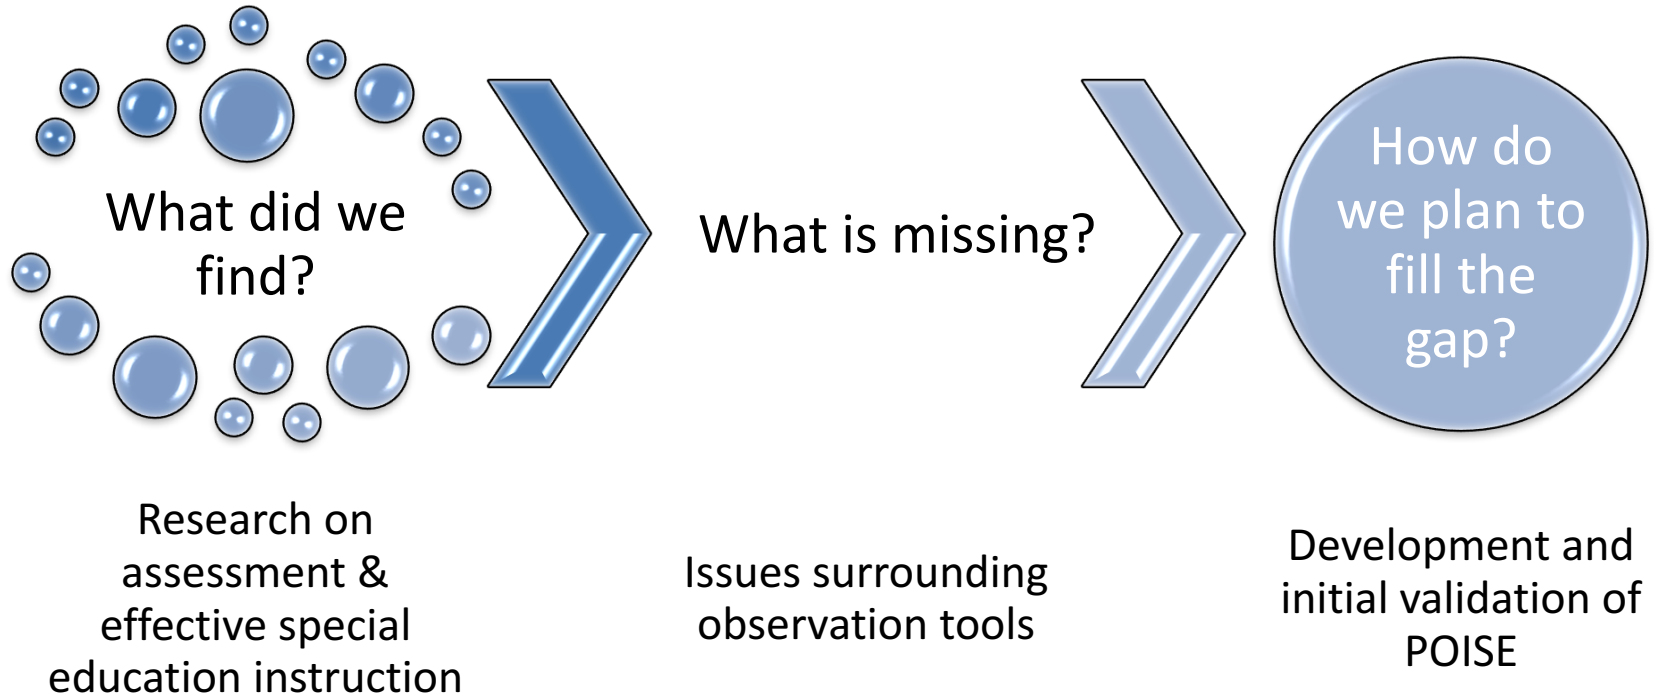 What did we
find?
What is missing?
How do
we plan to
fill the
gap?
Research on
assessment &
effective special
education instruction
Issues surrounding
observation tools
Development and
initial validation of
POISE